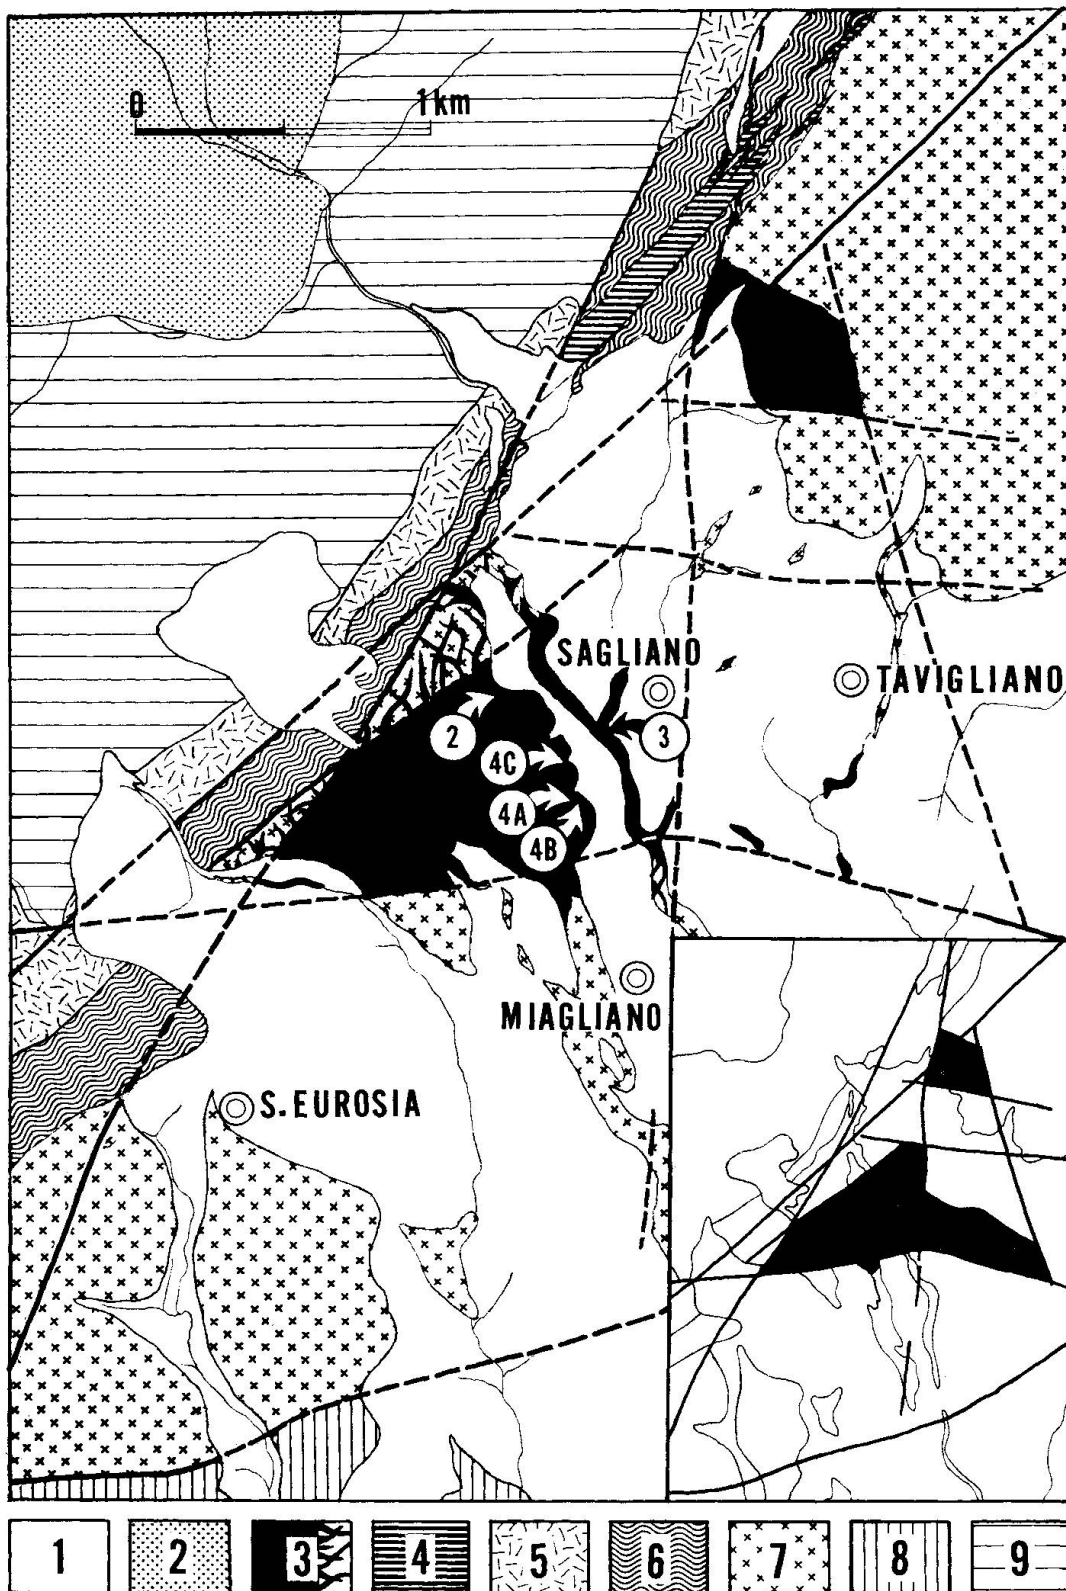 0 1km
SAGLIANO
TAVIGLIANO
2
3
4C
4A
4B
MIAGLIANO
S.EUROSIA
1 2 3 4 5 6 7 8 9